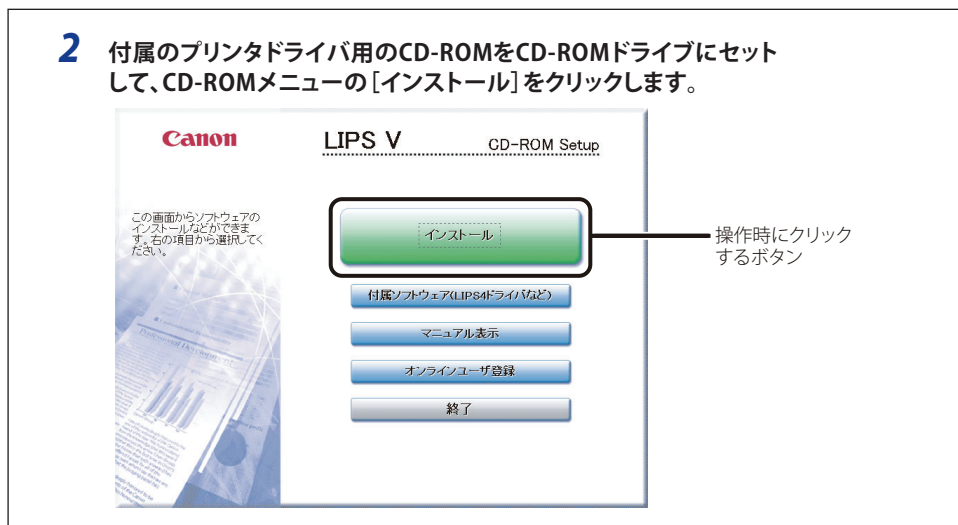 2 付属のプリンタドライバ用のCD-ROMをCD-ROMドライブにセット
して、CD-ROMメニューの［インストール］をクリックします。
Canon
LIPS V
CD-ROM Setup
この画面からソフトウェアの
インストールなどができま
す。右の項目から選択してく
ださい。
インストール
操作時にクリック
するボタン
付属ソフトウェア(LIPS4ドライバなど)
マニュアル表示
オンラインユーザ登録
終了